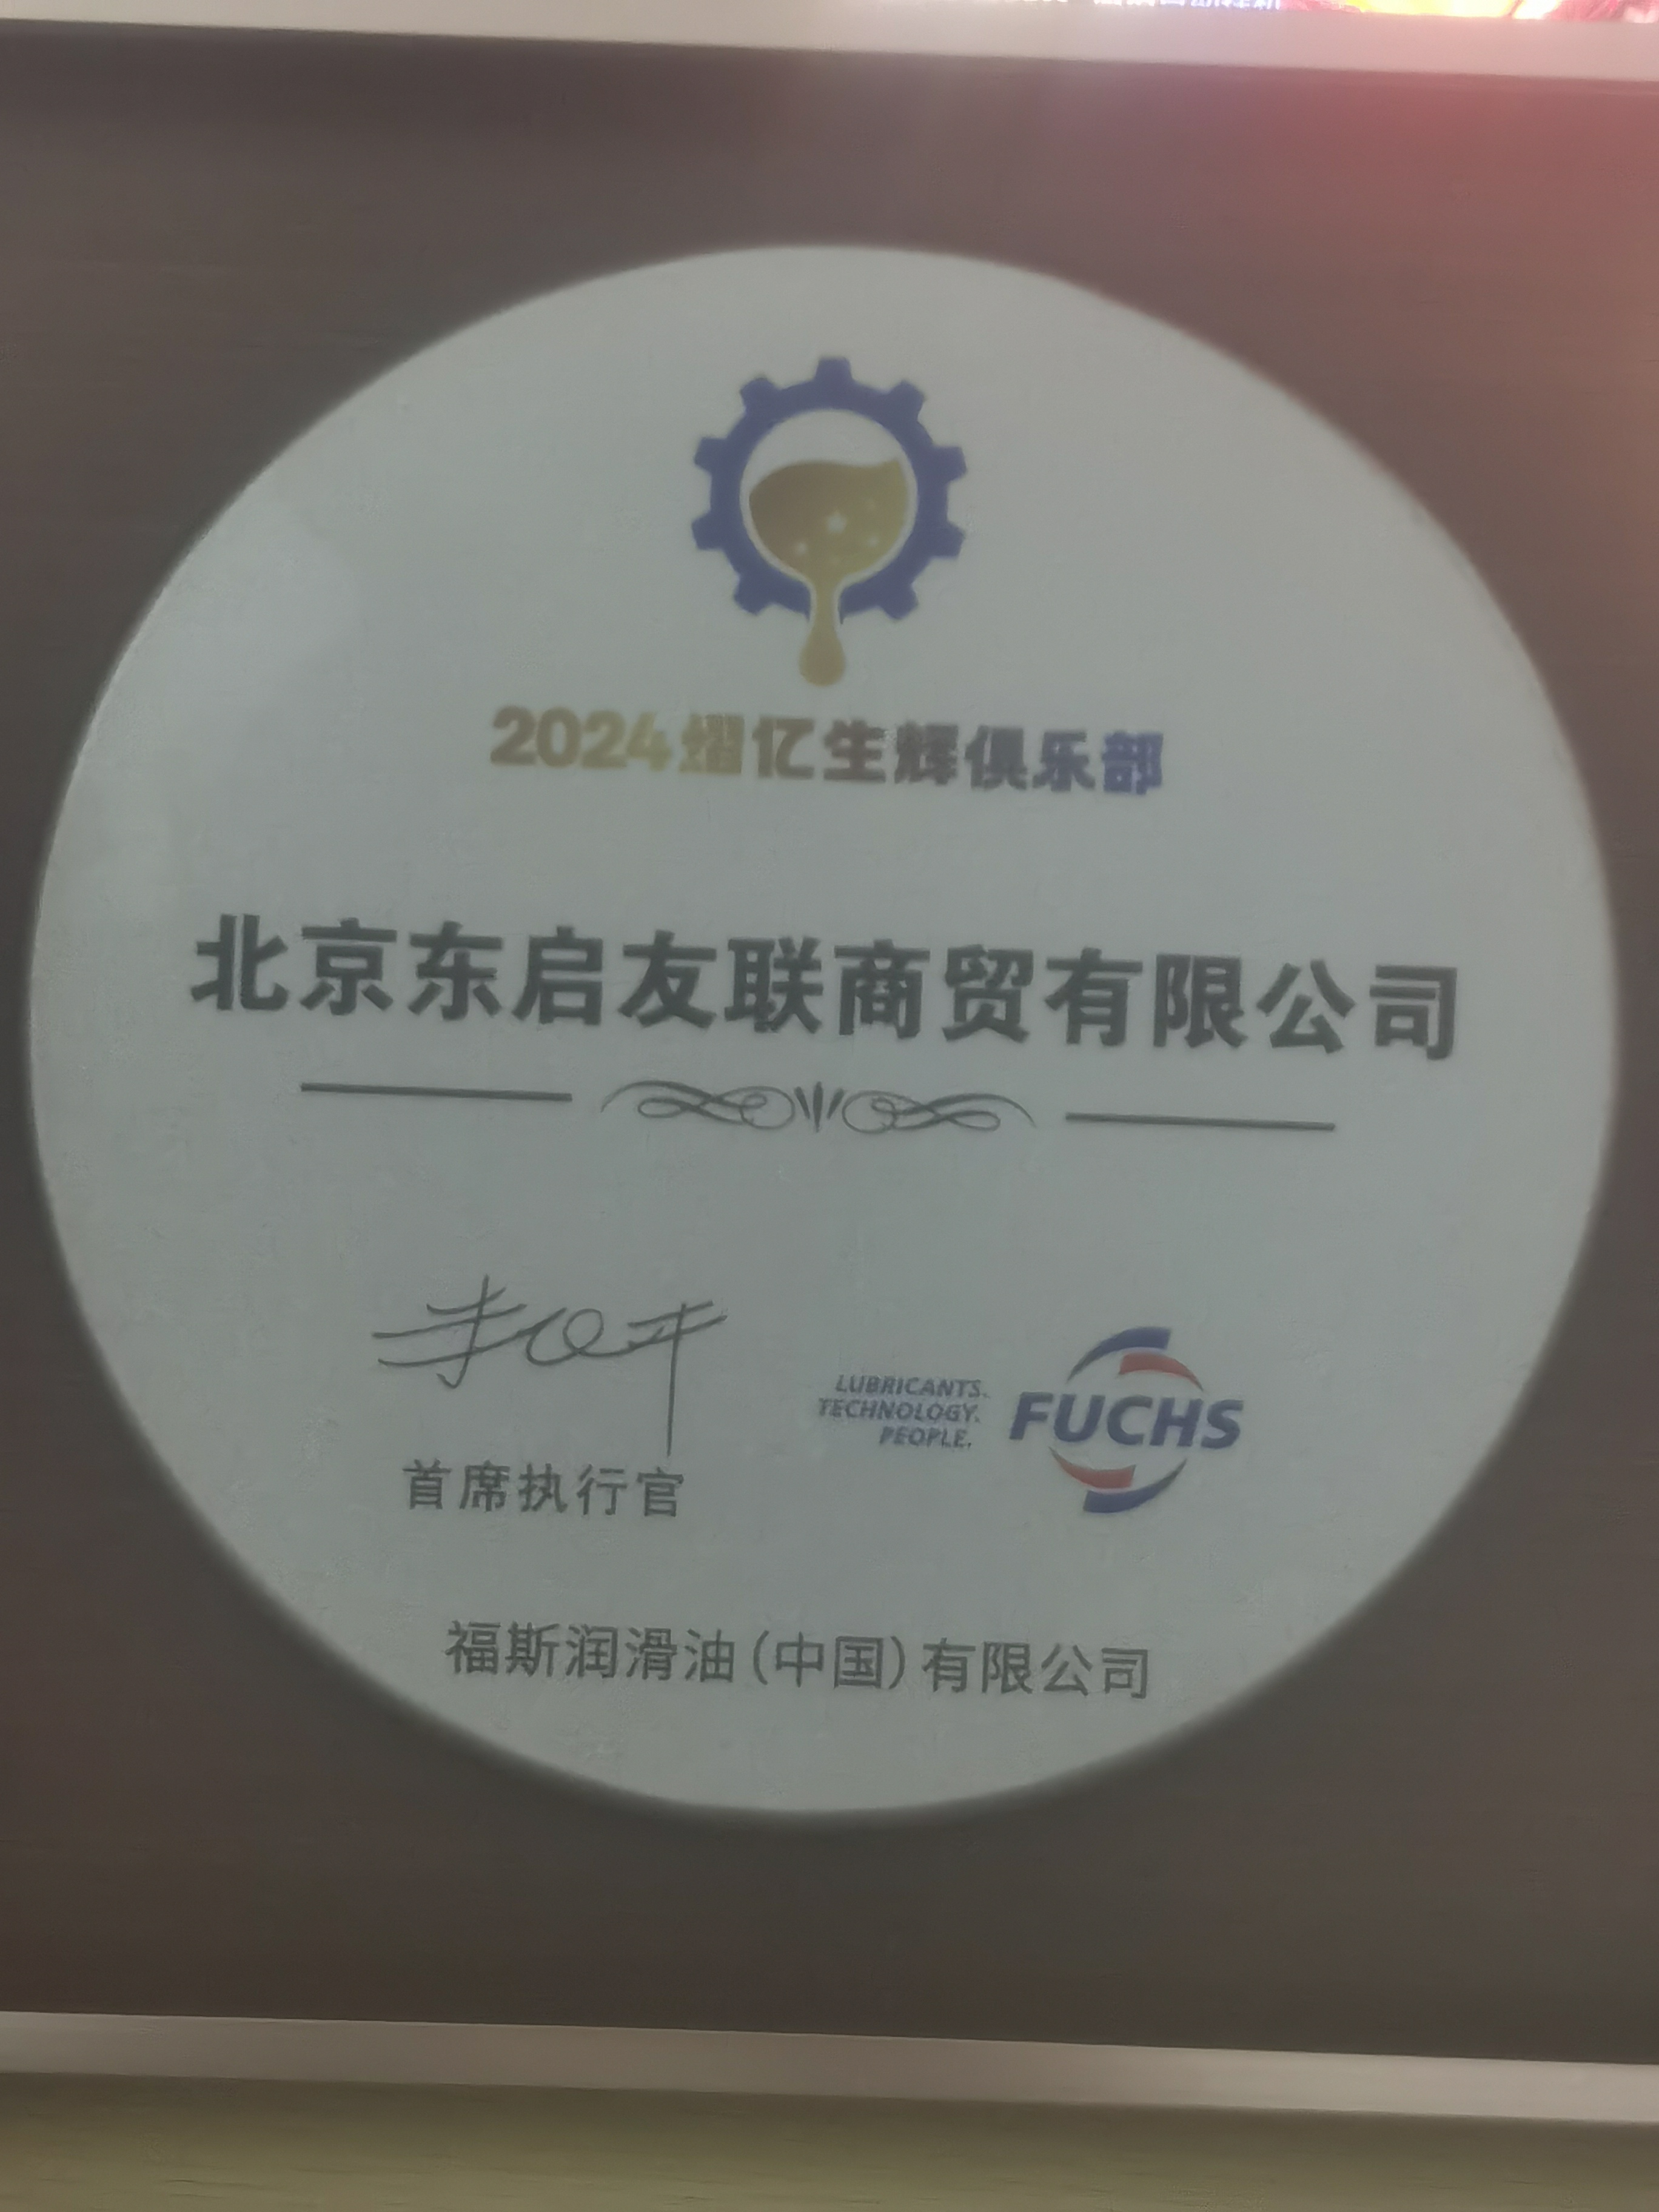 2024熠亿生辉俱乐部
北京东启友联商贸有限公司
LUBRICANTS.
TECHNOLOGY.
PEOPLE.
FUCHS
首席执行官
福斯润滑油(中国)有限公司